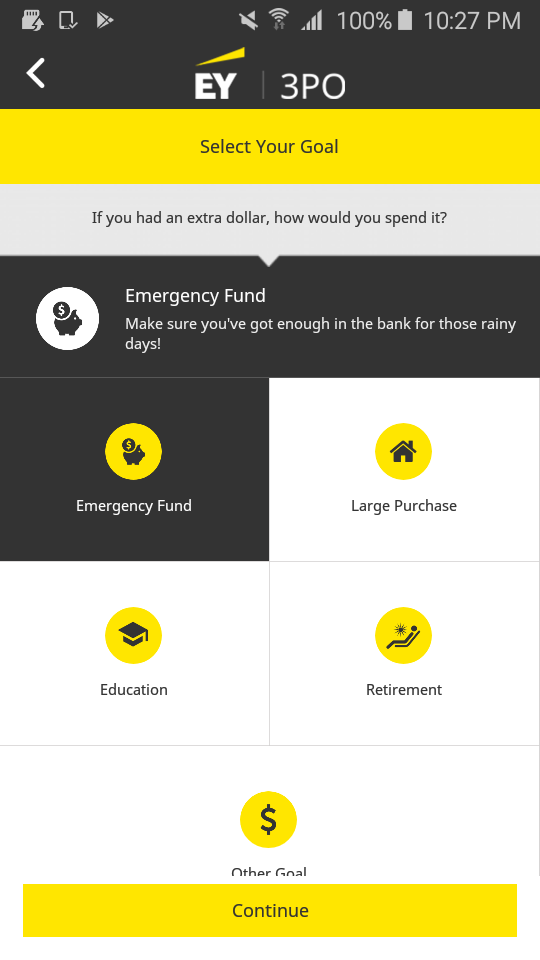 100% 10:27 PM
EY | 3PO
Select Your Goal
If you had an extra dollar, how would you spend it?
Emergency Fund
Make sure you've got enough in the bank for those rainy
days!
Emergency Fund
Large Purchase
Education
Retirement
Other Goal
Continue